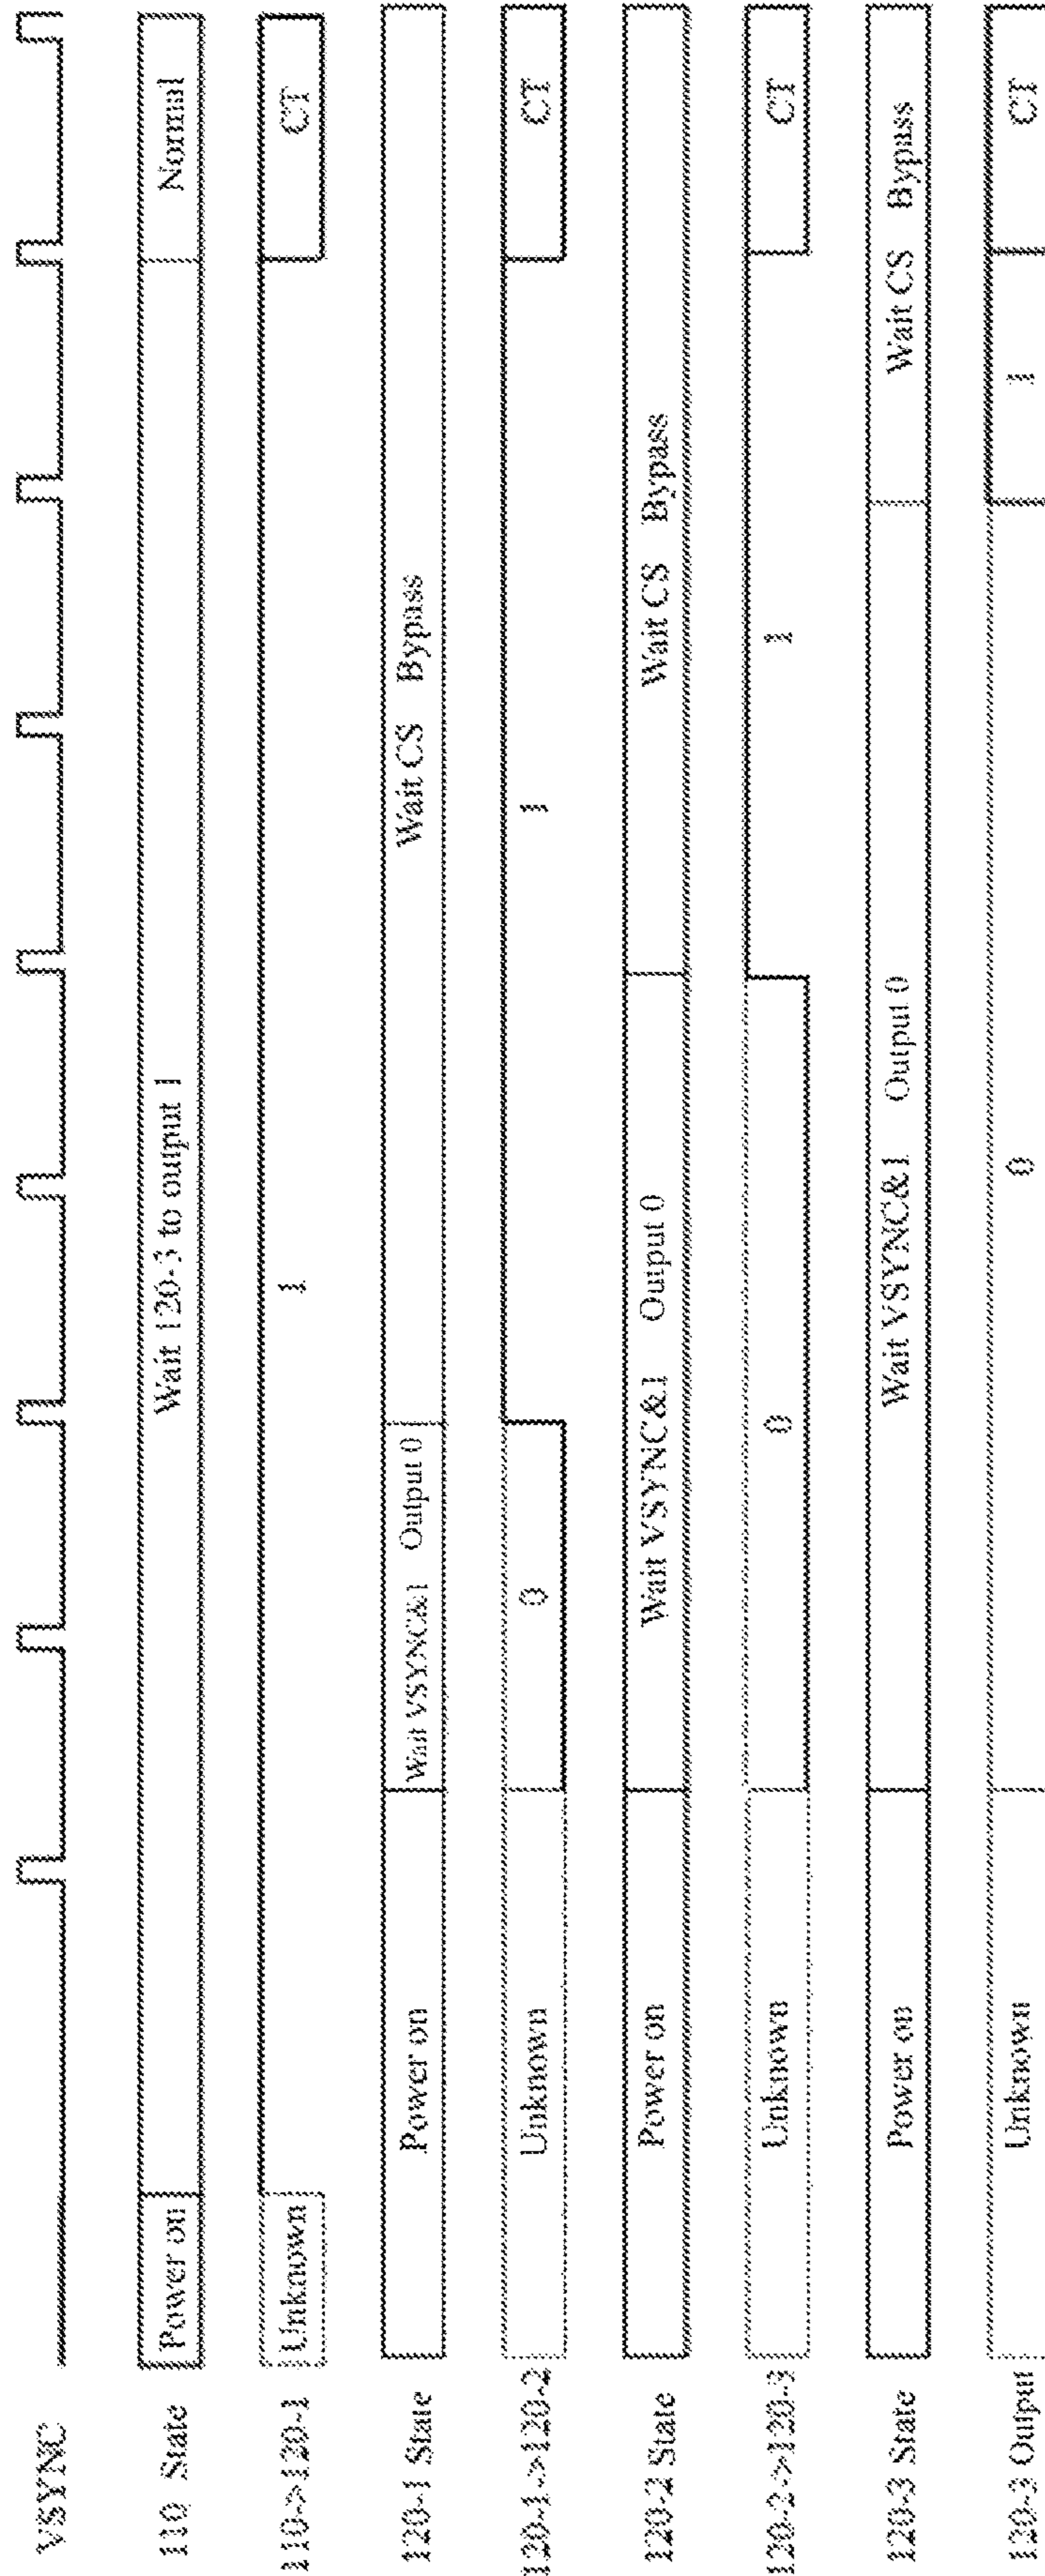 VSYNC
110 State
Power on
Wait 120-3 to output 1
Normal
110->120-1
Unknown
1
CT
120-1 State
Power on
Wait VSYNC&1 Output 0
Wait CS Bypass
120-1->120-2
Unknown
0
1
CT
120-2 State
Power on
Wait VSYNC&1 Output 0
Wait CS Bypass
120-2->120-3
Unknown
0
1
CT
120-3 State
Power on
Wait VSYNC&1 Output 0
Wait CS Bypass
120-3 Output
Unknown
0
1
CT